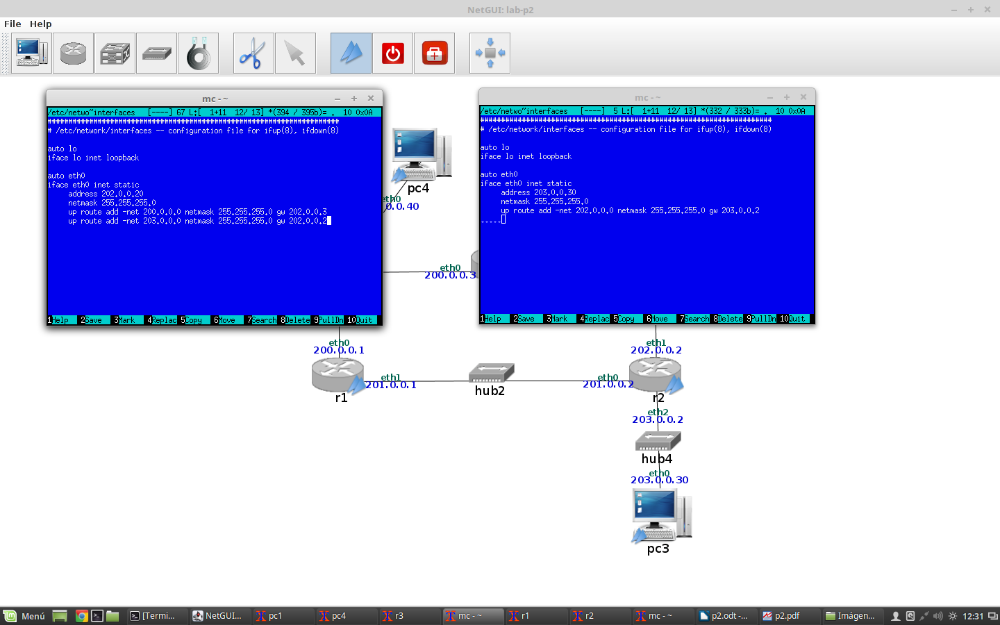 NetGUI: lab-p2
File Help
mc - ~
/etc/netwo~interfaces [----] 67 L:[ 1+11 12/ 13] *(394 / 395b)= . 10 0x0A
######################################################################
# /etc/network/interfaces -- configuration file for ifup(8), ifdown(8)
auto lo
iface lo inet loopback
auto eth0
iface eth0 inet static
address 202.0.0.20
netmask 255.255.255.0
up route add -net 200.0.0.0 netmask 255.255.255.0 gw 202.0.0.3
up route add -net 203.0.0.0 netmask 255.255.255.0 gw 202.0.0.2
1Help 2Save 3Mark 4Replac 5Copy 6Move 7Search 8Delete 9PullDn 10Quit
mc - ~
/etc/netwo~interfaces [----] 5 L:[ 1+11 12/ 13] *(332 / 333b)= . 10 0x0A
######################################################################
# /etc/network/interfaces -- configuration file for ifup(8), ifdown(8)
auto lo
iface lo inet loopback
auto eth0
iface eth0 inet static
address 203.0.0.30
netmask 255.255.255.0
up route add -net 202.0.0.0 netmask 255.255.255.0 gw 203.0.0.2
1Help 2Save 3Mark 4Replac 5Copy 6Move 7Search 8Delete 9PullDn 10Quit
pc4
eth0
0.0.40
eth0
200.0.0.3
eth0
200.0.0.1
eth1
202.0.0.2
eth1
201.0.0.1
r1
hub2
eth0
201.0.0.2
r2
eth2
203.0.0.2
hub4
eth0
203.0.0.30
pc3
Menú [Termi... NetGUI... pc1 pc4 r3 mc - ~ r1 r2 mc - ~ p2.odt -... p2.pdf Imágen... 12:31